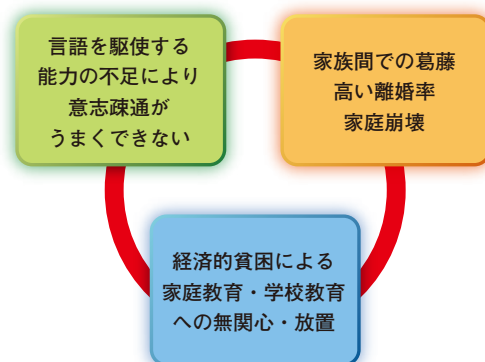 言語を駆使する
能力の不足により
意志疎通が
うまくできない
家族間での葛藤
高い離婚率
家庭崩壊
経済的貧困による
家庭教育・学校教育
への無関心・放置